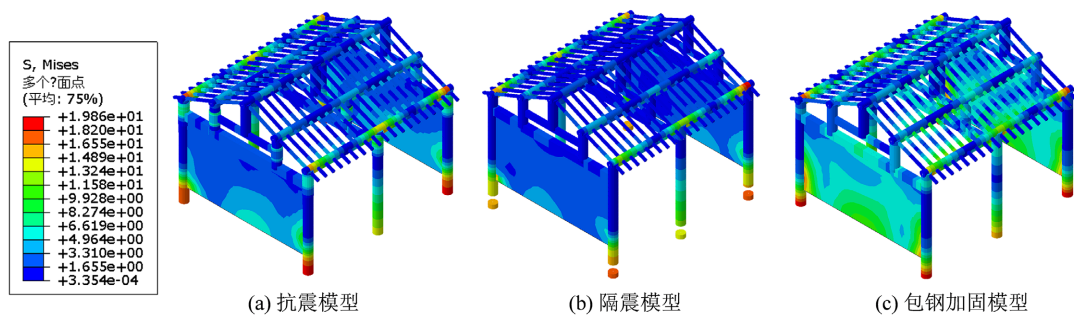 S, Mises
多个?面点
(平均: 75%)
+1.986e+01
+1.820e+01
+1.655e+01
+1.489e+01
+1.324e+01
+1.158e+01
+9.928e+00
+8.274e+00
+6.619e+00
+4.964e+00
+3.310e+00
+1.655e+00
+3.354e-04
(a) 抗震模型
(b) 隔震模型
(c) 包钢加固模型